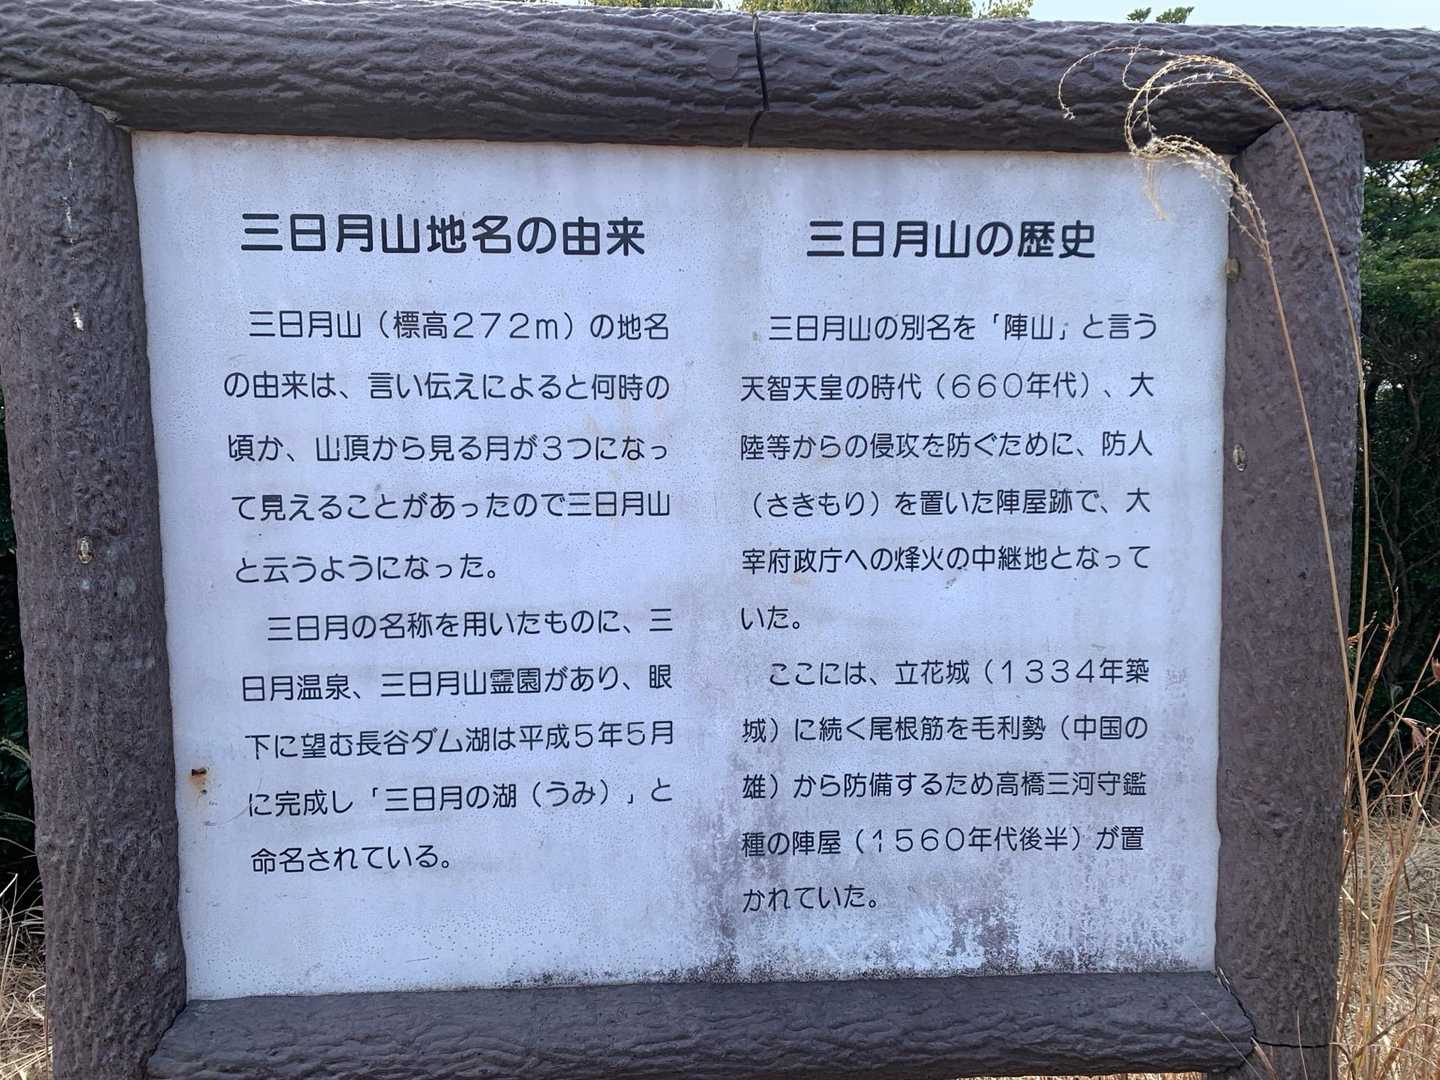 三日月山地名の由来
三日月山（標高２７２ｍ）の地名
の由来は、言い伝えによると何時の
頃か、山頂から見る月が３つになっ
て見えることがあったので三日月山
と云うようになった。
三日月の名称を用いたものに、三
日月温泉、三日月山霊園があり、眼
下に望む長谷ダム湖は平成５年５月
に完成し「三日月の湖（うみ）」と
命名されている。
三日月山の歴史
三日月山の別名を「陣山」と言う
天智天皇の時代（６６０年代）、大
陸等からの侵攻を防ぐために、防人
（さきもり）を置いた陣屋跡で、大
宰府政庁への烽火の中継地となって
いた。
ここには、立花城（１３３４年築
城）に続く尾根筋を毛利勢（中国の
雄）から防備するため高橋三河守鑑
種の陣屋（１５６０年代後半）が置
かれていた。